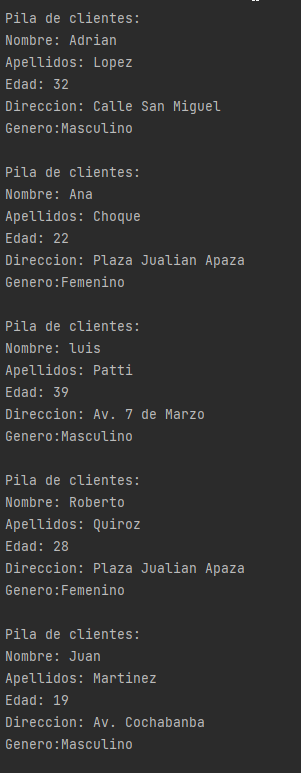 Pila de clientes:
Nombre: Adrian
Apellidos: Lopez
Edad: 32
Direccion: Calle San Miguel
Genero:Masculino

Pila de clientes:
Nombre: Ana
Apellidos: Choque
Edad: 22
Direccion: Plaza Jualian Apaza
Genero:Femenino

Pila de clientes:
Nombre: luis
Apellidos: Patti
Edad: 39
Direccion: Av. 7 de Marzo
Genero:Masculino

Pila de clientes:
Nombre: Roberto
Apellidos: Quiroz
Edad: 28
Direccion: Plaza Jualian Apaza
Genero:Femenino

Pila de clientes:
Nombre: Juan
Apellidos: Martinez
Edad: 19
Direccion: Av. Cochabanba
Genero:Masculino